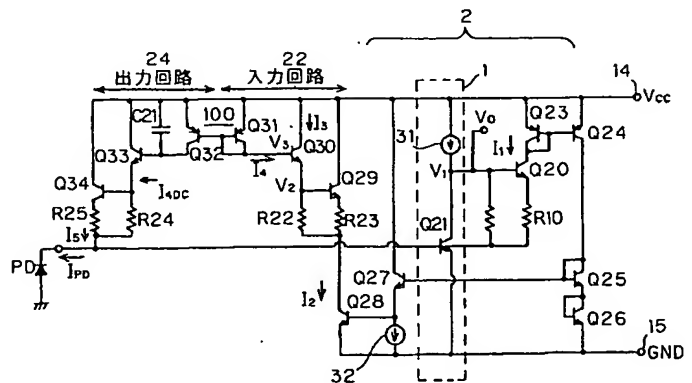 24
22
2
出力回路
入力回路
1
14
Vcc
C21
100
Q31
I3
31
Vo
Q23
Q24
Q33
Q32
V3
Q30
I4
I1
V1
Q20
Q34
I4DC
V2
Q29
R25
R24
R22
R23
R10
I5
Q21
PD
IPD
Q27
Q25
I2
Q28
Q26
32
15
GND